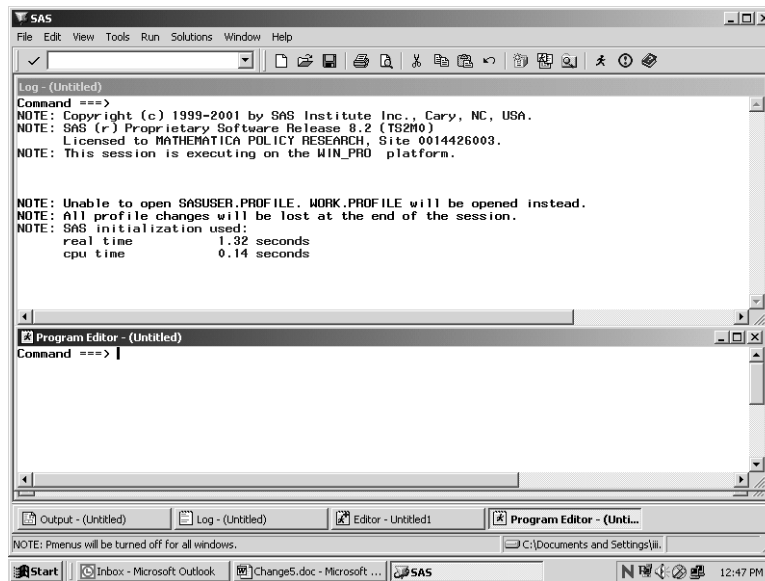 SAS
File Edit View Tools Run Solutions Window Help
Log - (Untitled)
Command ===>
NOTE: Copyright (c) 1999-2001 by SAS Institute Inc., Cary, NC, USA.
NOTE: SAS (r) Proprietary Software Release 8.2 (TS2M0)
Licensed to MATHEMATICA POLICY RESEARCH, Site 0014426003.
NOTE: This session is executing on the WIN_PRO platform.
NOTE: Unable to open SASUSER.PROFILE. WORK.PROFILE will be opened instead.
NOTE: All profile changes will be lost at the end of the session.
NOTE: SAS initialization used:
real time 1.32 seconds
cpu time 0.14 seconds
Program Editor - (Untitled)
Command ===>
Output - (Untitled) Log - (Untitled) Editor - Untitled1 Program Editor - (Unti...
NOTE: Pmenus will be turned off for all windows. C:\Documents and Settings\
Start Inbox - Microsoft Outlook Change5.doc - Microsoft ... SAS N 12:47 PM